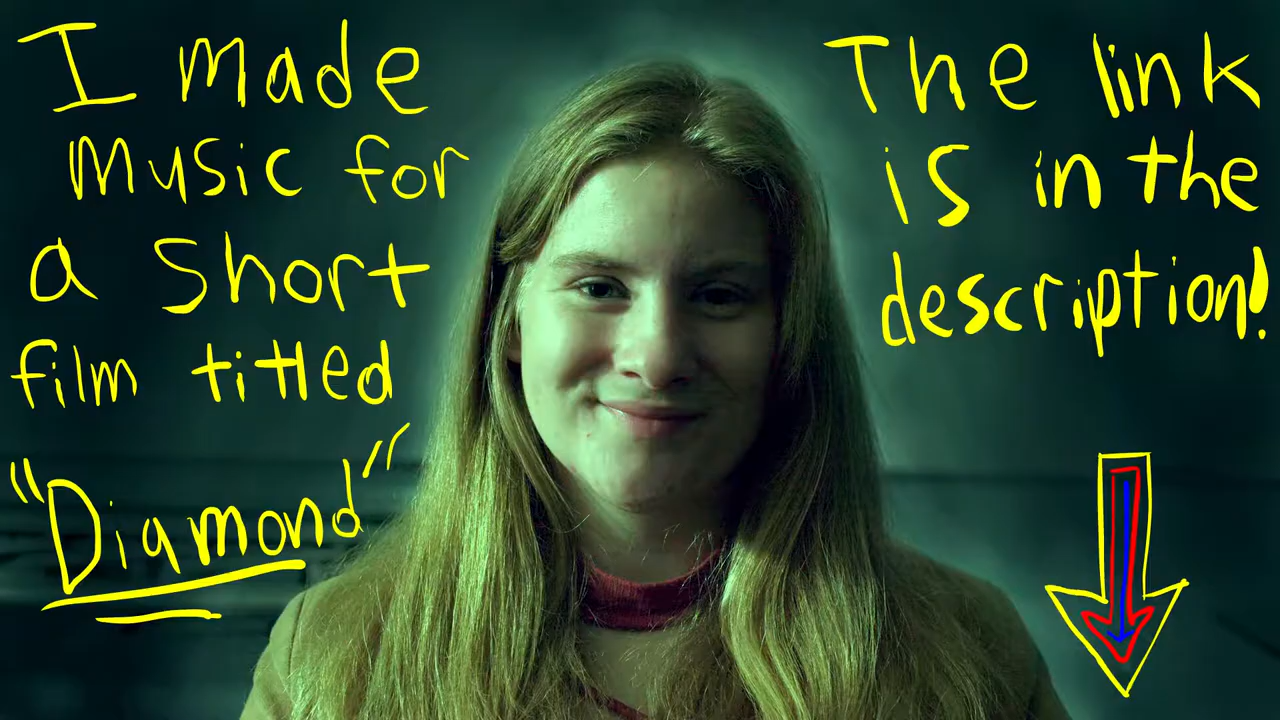 I made
music for
a short
film titled
"Diamond"
The link
is in the
description!